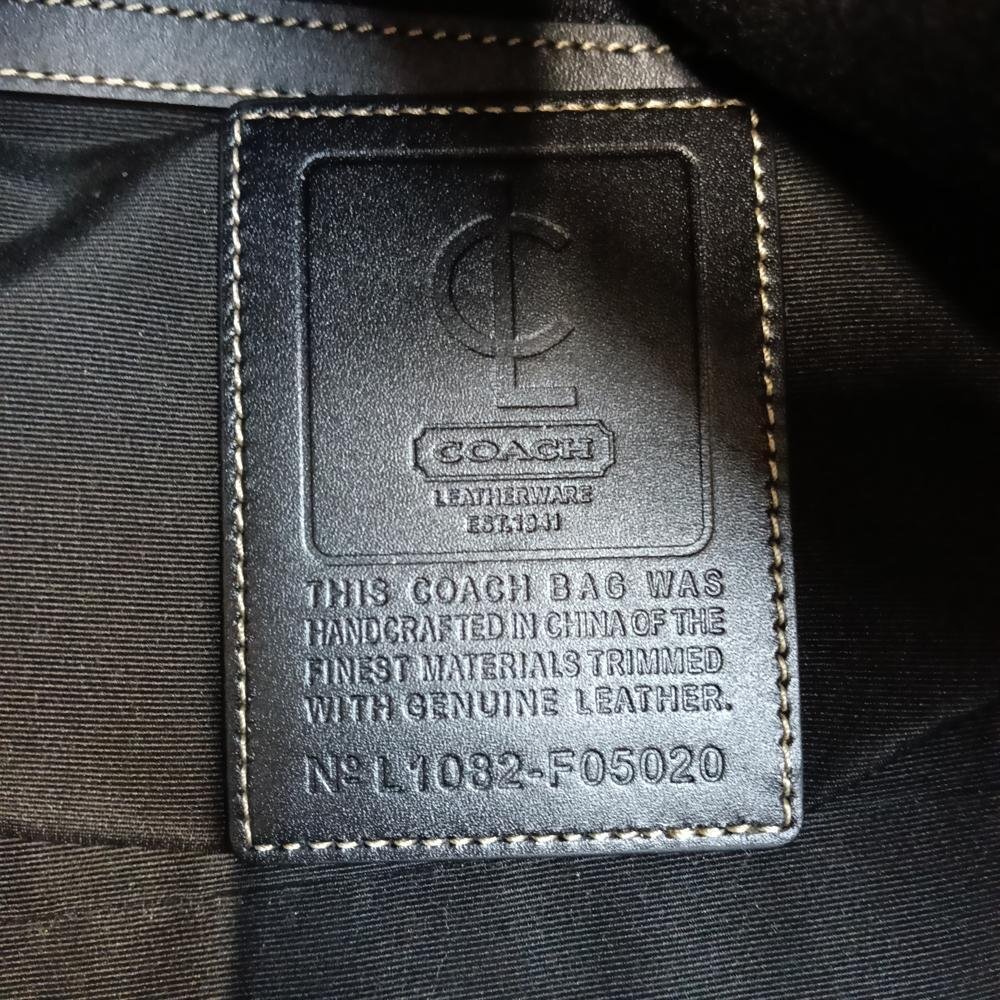 CL
COACH
LEATHERWARE
EST.1941
THIS COACH BAG WAS
HANDCRAFTED IN CHINA OF THE
FINEST MATERIALS TRIMMED
WITH GENUINE LEATHER.
Nº L1082-F05020